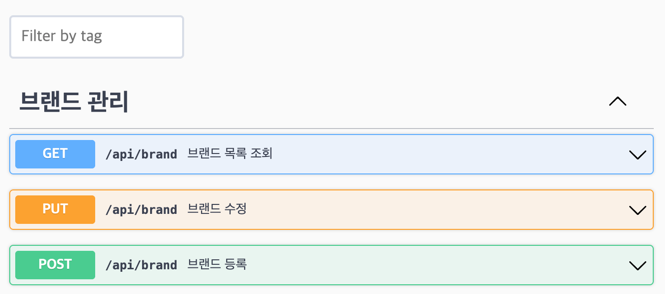 Filter by tag
브랜드 관리
GET /api/brand 브랜드 목록 조회
PUT /api/brand 브랜드 수정
POST /api/brand 브랜드 등록